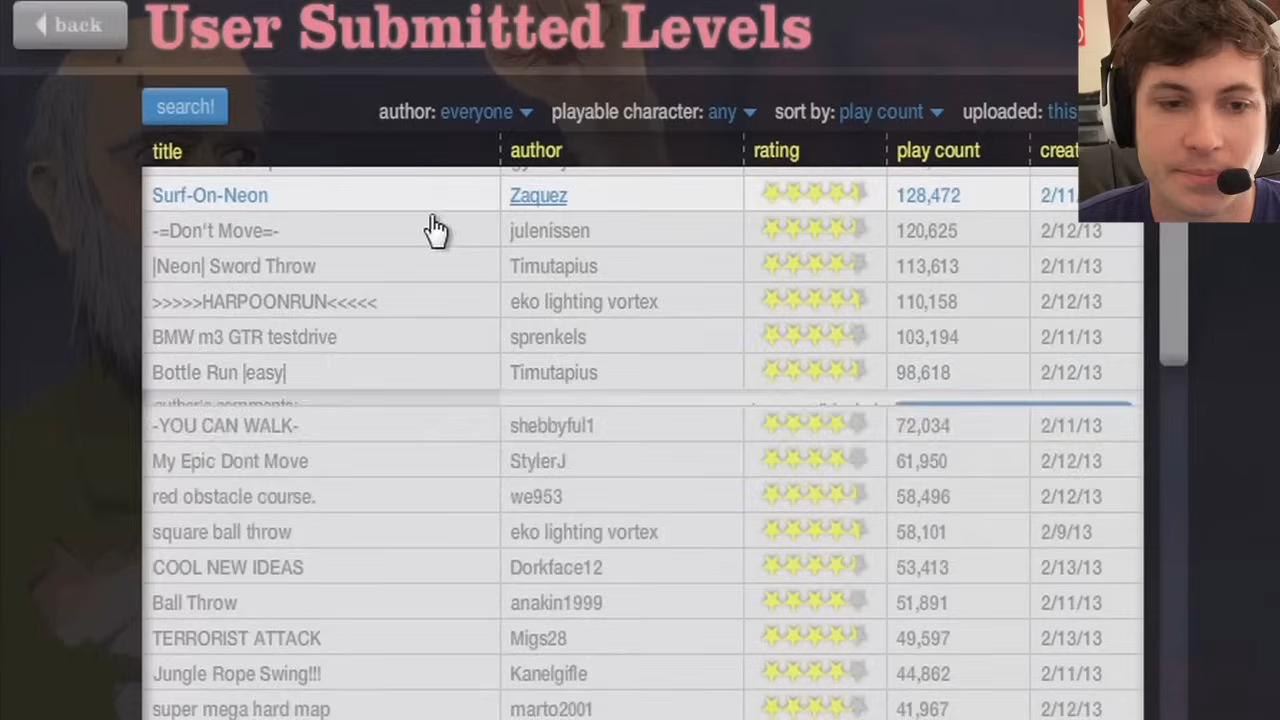 back
User Submitted Levels
search! author: everyone playable character: any sort by: play count uploaded: this
title author rating play count creat
Surf-On-Neon Zaquez 128,472 2/11/
-=Don't Move=- julenissen 120,625 2/12/13
|Neon| Sword Throw Timutapius 113,613 2/11/13
>>>>>HARPOONRUN<<<<< eko lighting vortex 110,158 2/12/13
BMW m3 GTR testdrive sprenkels 103,194 2/11/13
Bottle Run |easy| Timutapius 98,618 2/12/13
author's comments:
-YOU CAN WALK- shebbyful1 72,034 2/11/13
My Epic Dont Move StylerJ 61,950 2/12/13
red obstacle course. we953 58,496 2/12/13
square ball throw eko lighting vortex 58,101 2/9/13
COOL NEW IDEAS Dorkface12 53,413 2/13/13
Ball Throw anakin1999 51,891 2/11/13
TERRORIST ATTACK Migs28 49,597 2/13/13
Jungle Rope Swing!!! Kanelgifle 44,862 2/11/13
super mega hard map marto2001 41,967 2/12/13